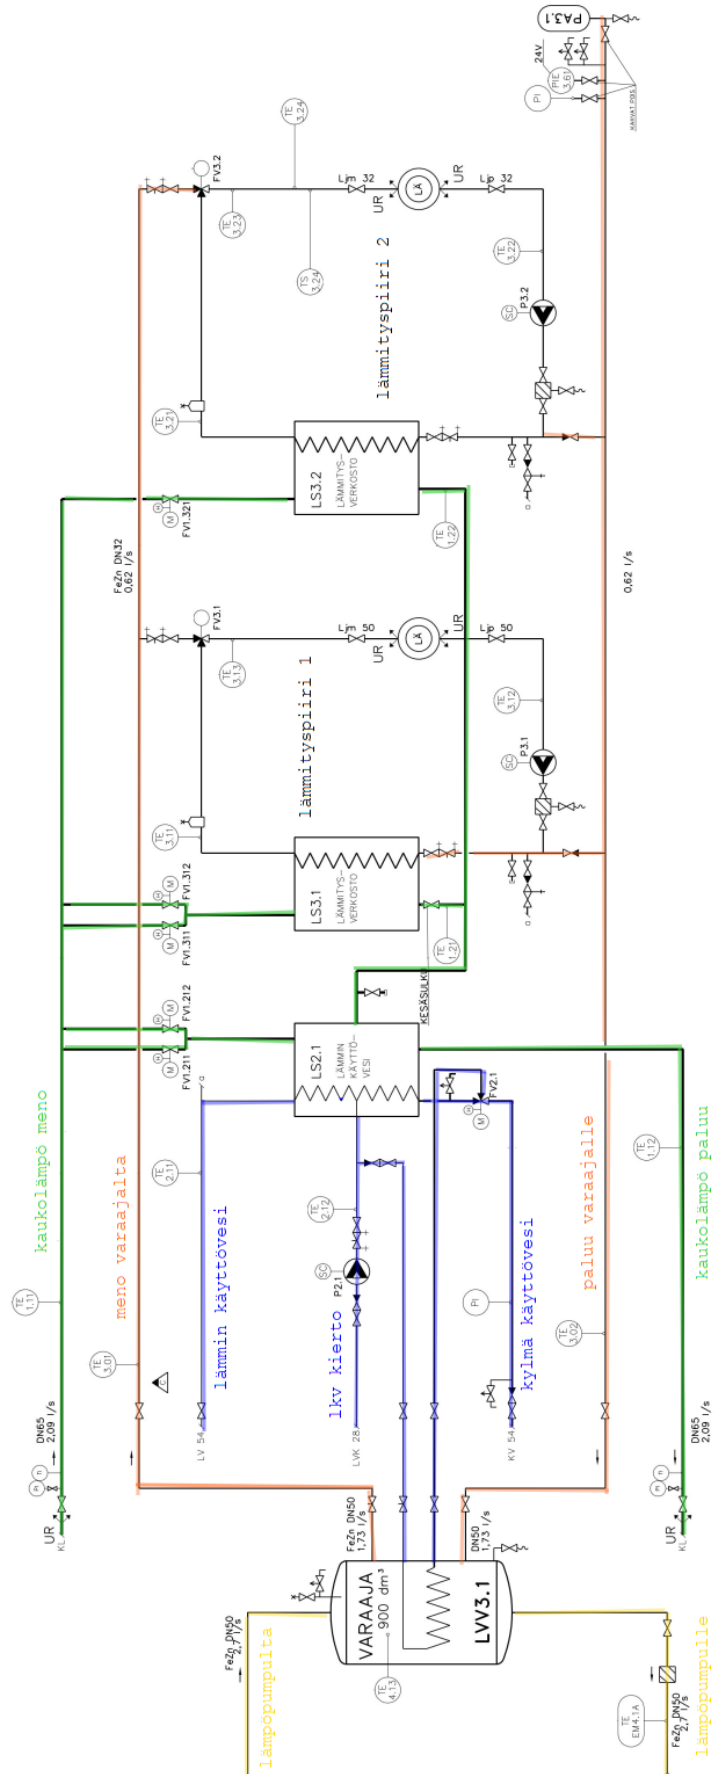 PA3.1
24V
PIE
3.61
PI
KARVAT POIS
TE
3.24
FV3.2
TE
3.23
TS
3.24
Ljm 32
UR
LÄ
UR
Ljp 32
TE
3.22
SC
P3.2
lämmityspiiri 2
TE
3.21
LS3.2
LÄMMITYS-
VERKOSTO
H
M
FV1.321
TE
1.22
FeZn DN32
0,62 l/s
0,62 l/s
FV3.1
TE
3.13
Ljm 50
UR
LÄ
UR
Ljp 50
TE
3.12
SC
P3.1
lämmityspiiri 1
TE
3.11
LS3.1
LÄMMITYS-
VERKOSTO
H
M
FV1.312
H
M
FV1.311
TE
1.21
KESÄSULKU
H
M
FV1.212
H
M
FV1.211
LS2.1
LÄMMIN
KÄYTTÖ-
VESI
FV2.1
H
M
kaukolämpö meno
meno varaajalta
TE
2.11
TE
2.12
SC
P2.1
lämmin käyttövesi
lkv kierto
PI
kylmä käyttövesi
paluu varaajalle
TE
1.12
kaukolämpö paluu
TE
1.11
TE
3.01
C
TE
3.02
LV 54
LVK 28
KV 54
DN65
2,09 l/s
DN65
2,09 l/s
PI
TI
UR
KL
PI
TI
UR
KL
FeZn DN50
1,73 l/s
DN50
1,73 l/s
VARAAJA
900 dm³
LVV3.1
TE
4.13
FeZn DN50
2,7 l/s
lämpöpumpulta
TE
EM4.1A
FeZn DN50
2,7 l/s
lämpöpumpulle